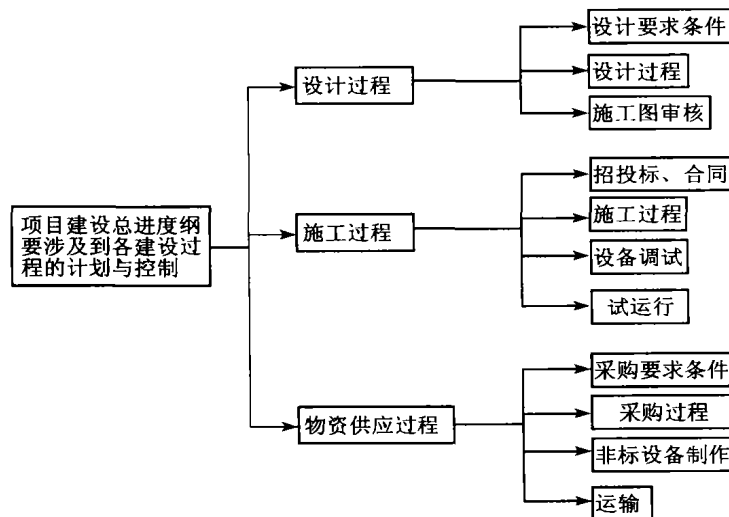 项目建设总进度纲
要涉及到各建设过
程的计划与控制
设计过程
设计要求条件
设计过程
施工图审核
施工过程
招投标、合同
施工过程
设备调试
试运行
物资供应过程
采购要求条件
采购过程
非标设备制作
运输